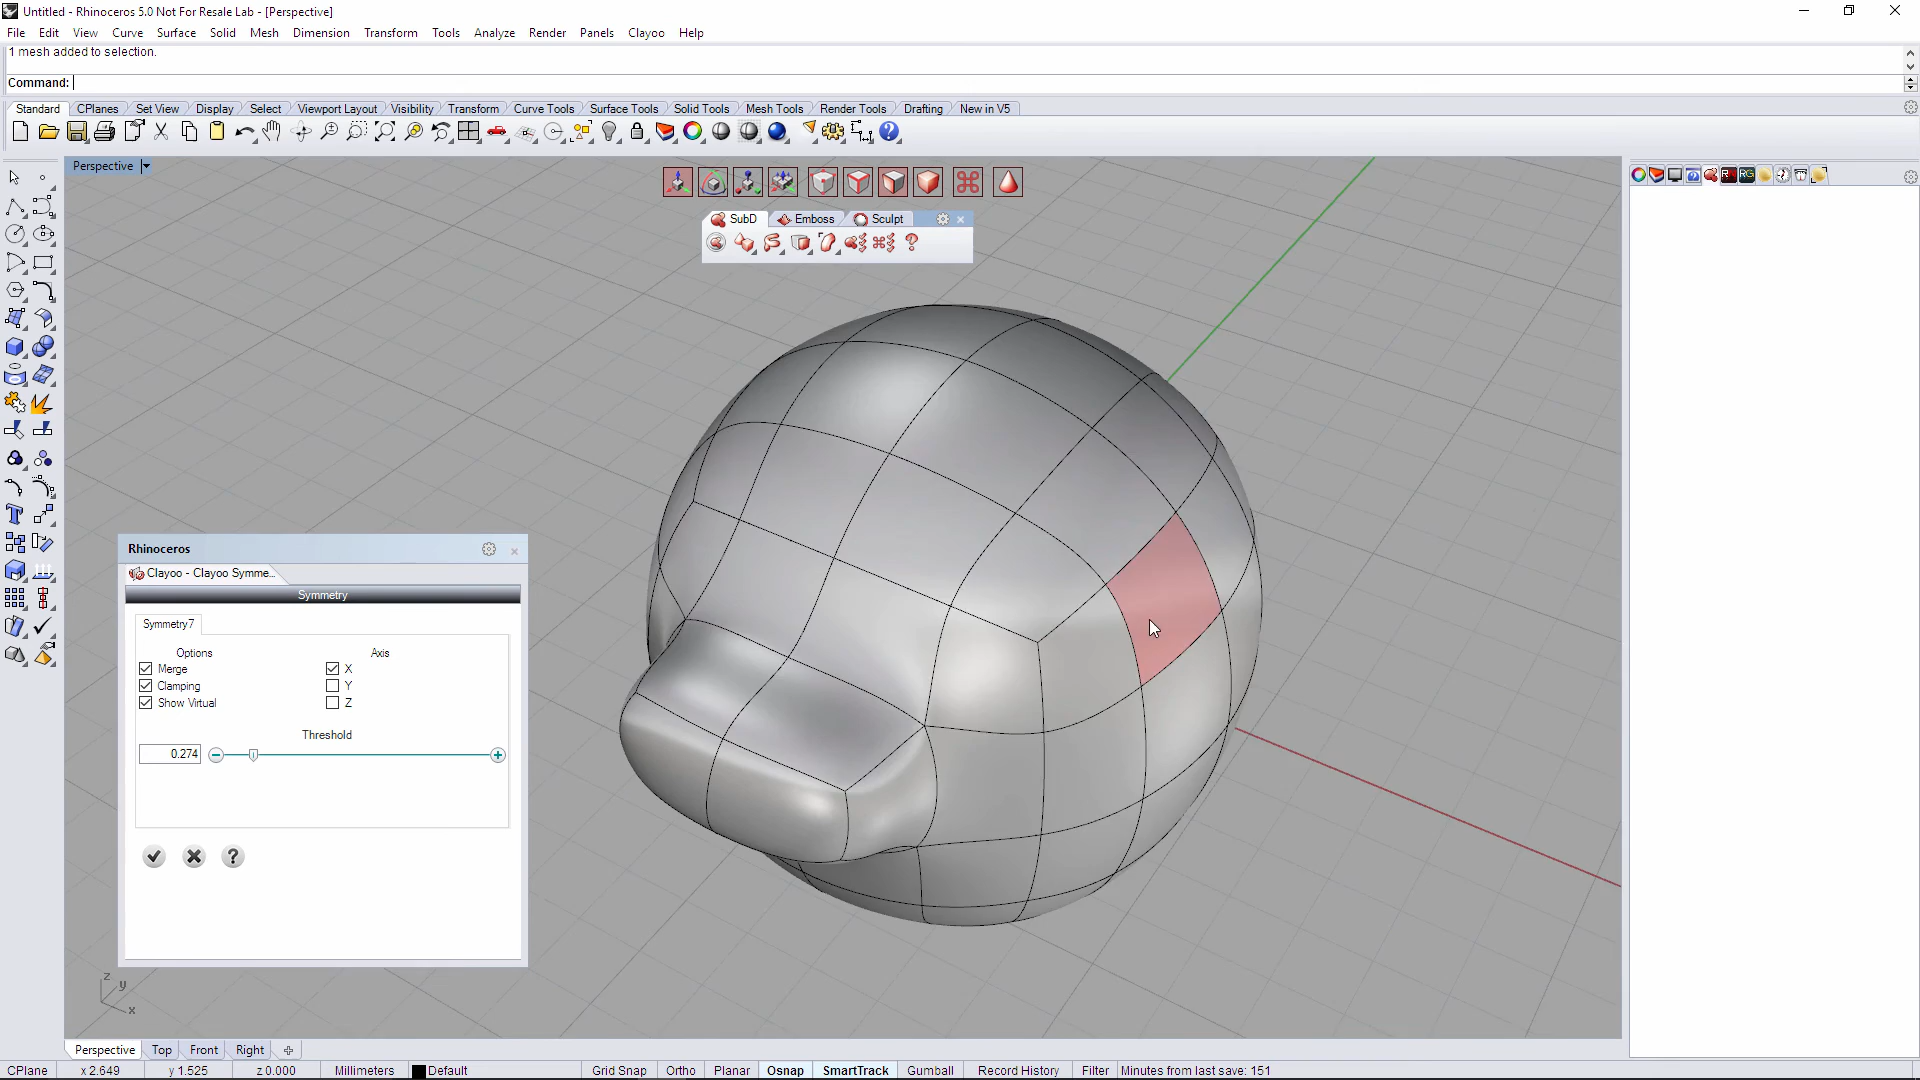 Untitled - Rhinoceros 5.0 Not For Resale Lab - [Perspective]
File Edit View Curve Surface Solid Mesh Dimension Transform Tools Analyze Render Panels Clayoo Help
1 mesh added to selection.
Command:
Standard CPlanes Set View Display Select Viewport Layout Visibility Transform Curve Tools Surface Tools Solid Tools Mesh Tools Render Tools Drafting New in V5
Perspective
SubD Emboss Sculpt
Rhinoceros
Clayoo - Clayoo Symme...
Symmetry
Symmetry7
Options Axis
Merge X
Clamping Y
Show Virtual Z
Threshold
0.274
z
y
x
Perspective Top Front Right
CPlane x 2.649 y 1.525 z 0.000 Millimeters Default Grid Snap Ortho Planar Osnap SmartTrack Gumball Record History Filter Minutes from last save: 151